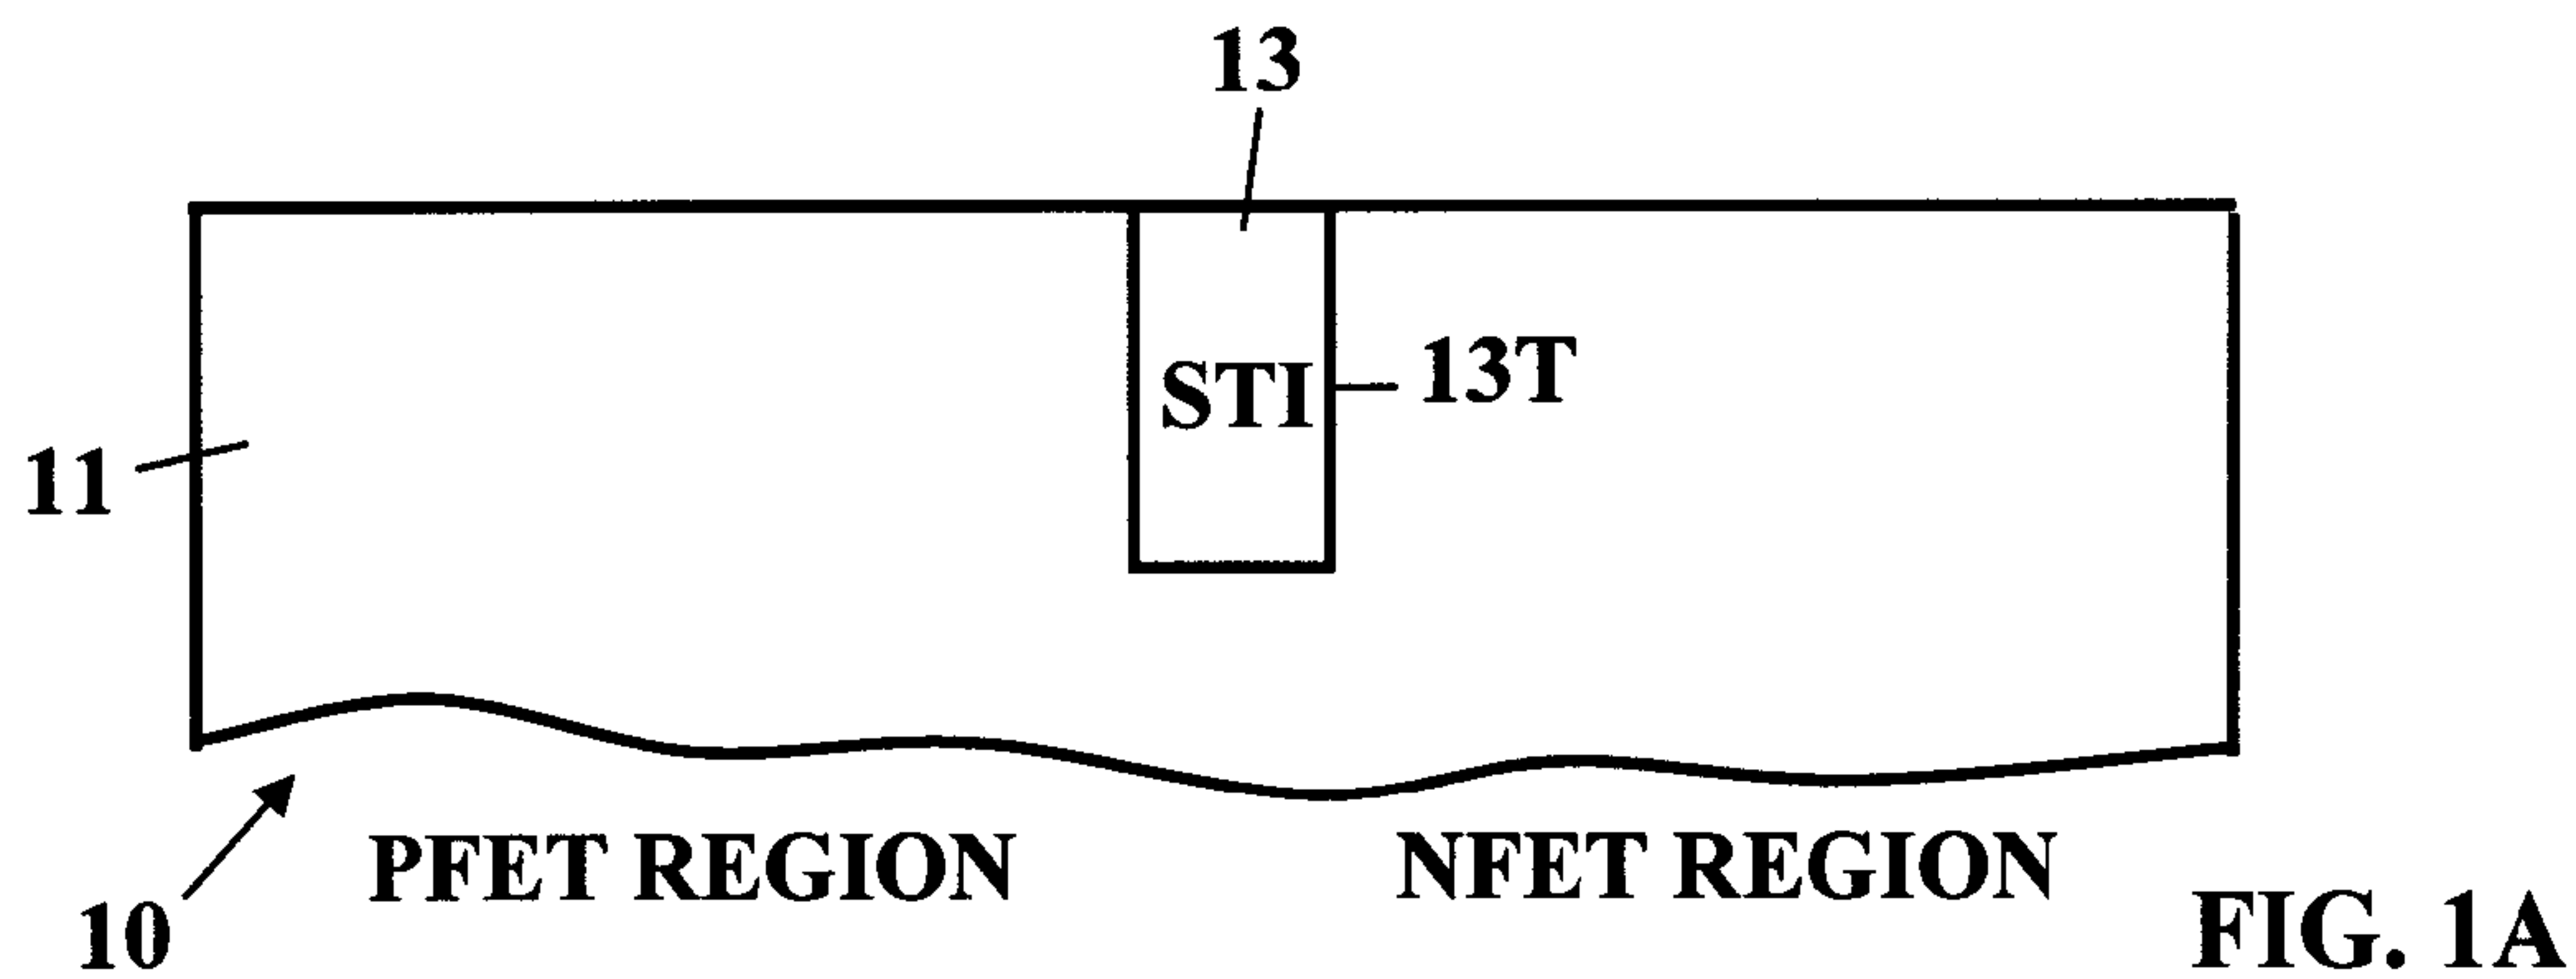 13
STI
13T
11
PFET REGION
NFET REGION
10
FIG. 1A